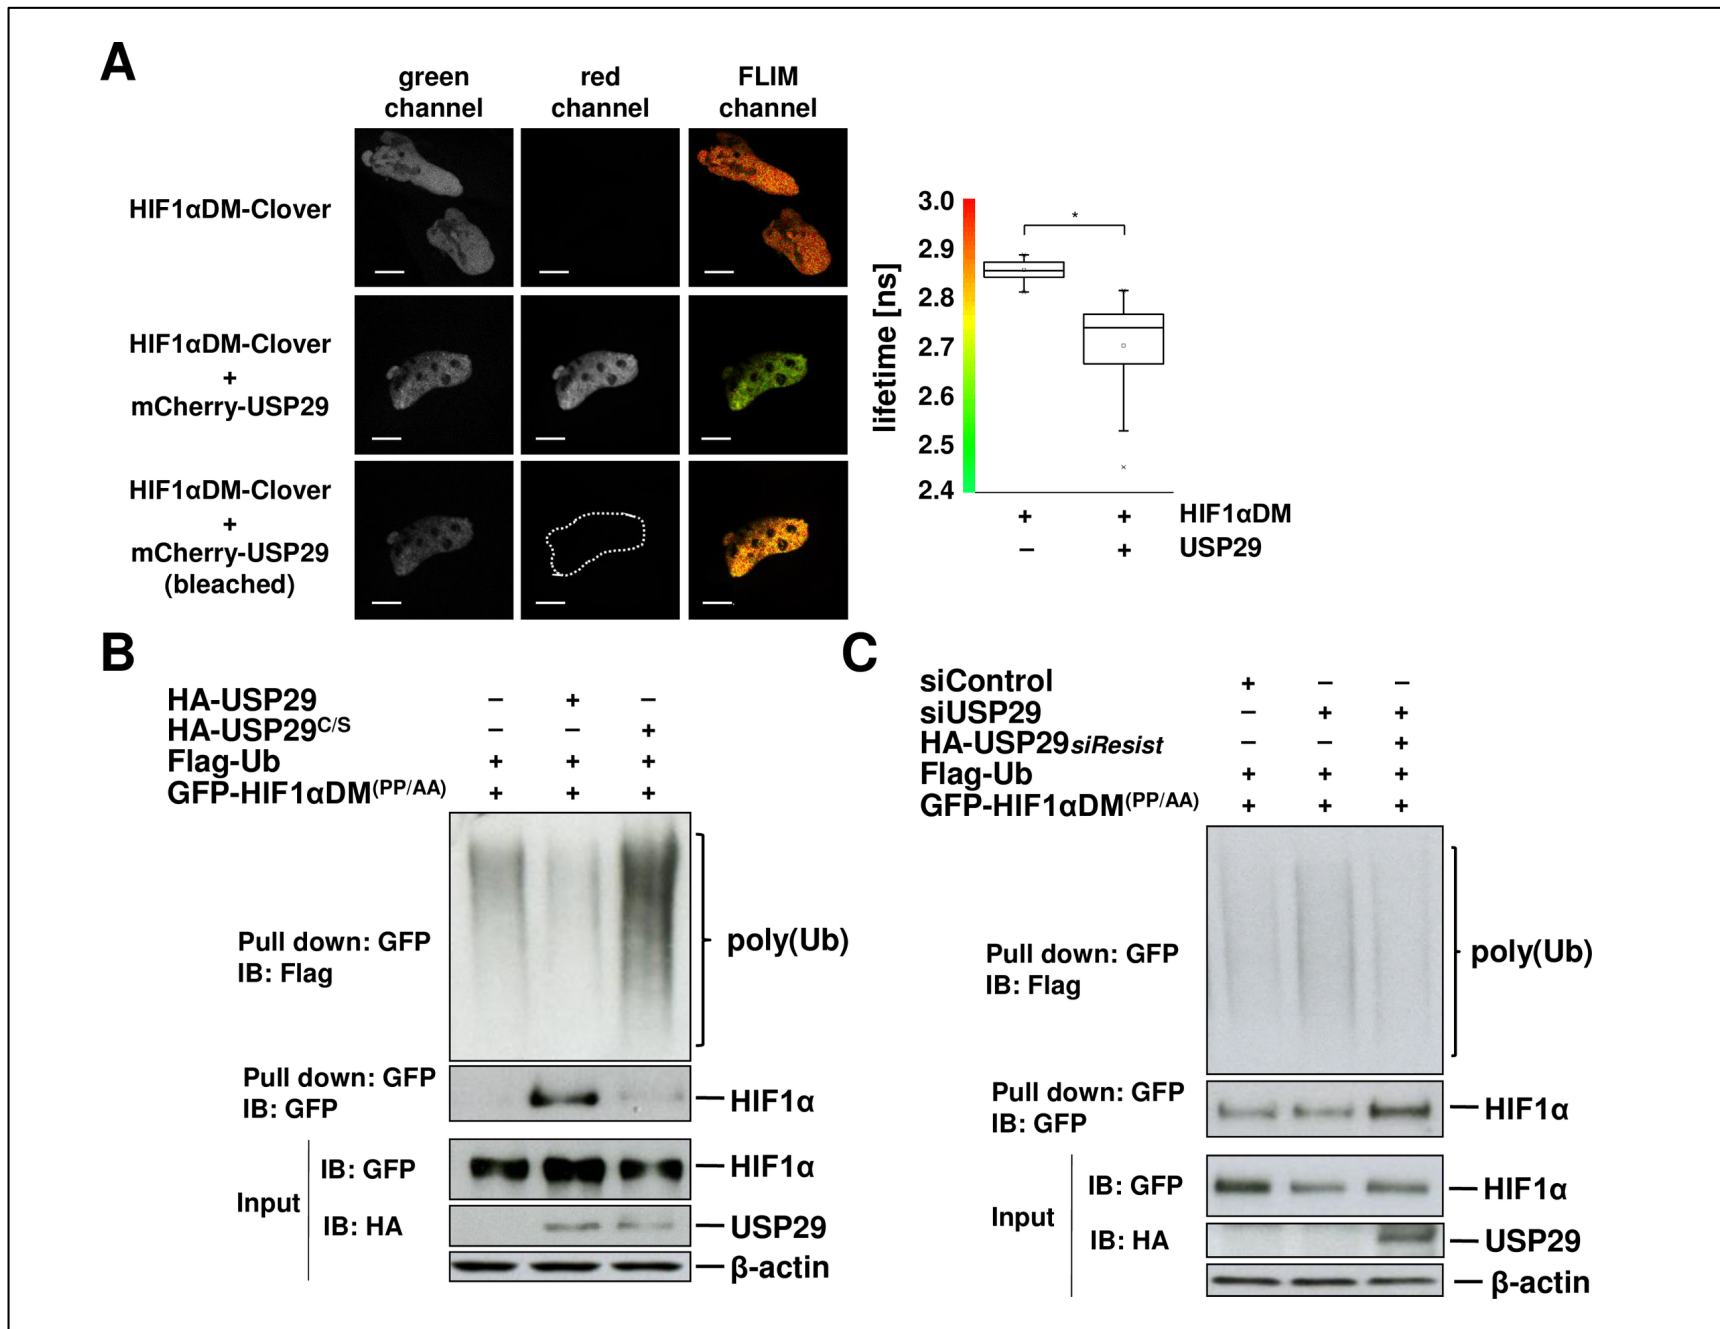 A
green channel
red channel
FLIM channel
HIF1αDM-Clover
HIF1αDM-Clover
+
mCherry-USP29
HIF1αDM-Clover
+
mCherry-USP29
(bleached)
lifetime [ns]
3.0
2.9
2.8
2.7
2.6
2.5
2.4
*
+ + HIF1αDM
– + USP29
B
HA-USP29 – + –
HA-USP29C/S – – +
Flag-Ub + + +
GFP-HIF1αDM(PP/AA) + + +
Pull down: GFP
IB: Flag
poly(Ub)
Pull down: GFP
IB: GFP
HIF1α
Input
IB: GFP
HIF1α
IB: HA
USP29
β-actin
C
siControl + – –
siUSP29 – + +
HA-USP29siResist – – +
Flag-Ub + + +
GFP-HIF1αDM(PP/AA) + + +
Pull down: GFP
IB: Flag
poly(Ub)
Pull down: GFP
IB: GFP
HIF1α
Input
IB: GFP
HIF1α
IB: HA
USP29
β-actin